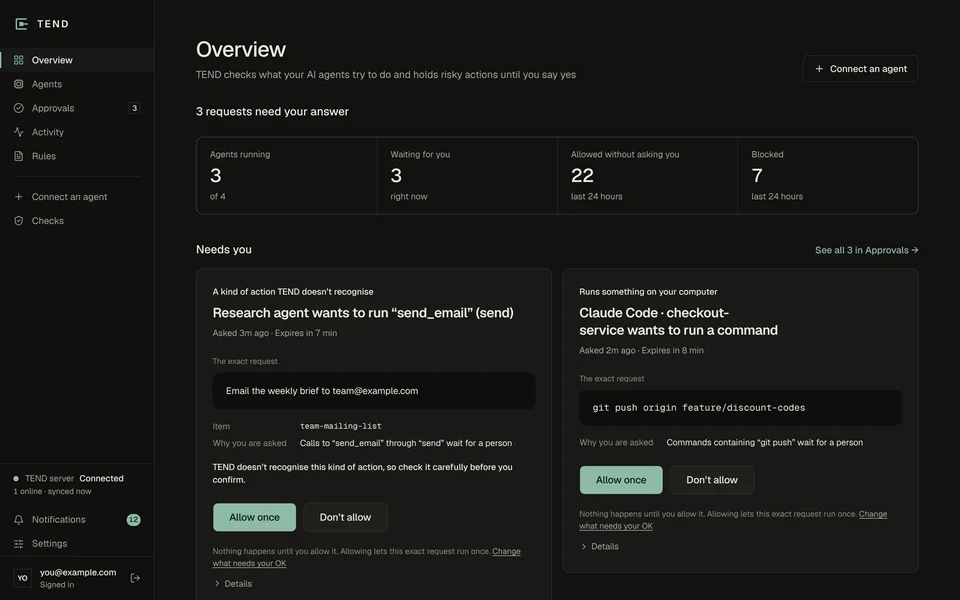 TEND
Overview
Agents
Approvals 3
Activity
Rules
Connect an agent
Checks
TEND server Connected
1 online · synced now
Notifications 12
Settings
YO
you@example.com
Signed in
Overview
TEND checks what your AI agents try to do and holds risky actions until you say yes
Connect an agent
3 requests need your answer
Agents running
3
of 4
Waiting for you
3
right now
Allowed without asking you
22
last 24 hours
Blocked
7
last 24 hours
Needs you
See all 3 in Approvals →
A kind of action TEND doesn't recognise
Research agent wants to run “send_email” (send)
Asked 3m ago · Expires in 7 min
The exact request
Email the weekly brief to team@example.com
Item team-mailing-list
Why you are asked Calls to “send_email” through “send” wait for a person
TEND doesn't recognise this kind of action, so check it carefully before you
confirm.
Allow once
Don't allow
Nothing happens until you allow it. Allowing lets this exact request run once. Change
what needs your OK
Details
Runs something on your computer
Claude Code · checkout-
service wants to run a command
Asked 2m ago · Expires in 8 min
The exact request
git push origin feature/discount-codes
Why you are asked Commands containing “git push” wait for a person
Allow once
Don't allow
Nothing happens until you allow it. Allowing lets this exact request run once. Change
what needs your OK
Details